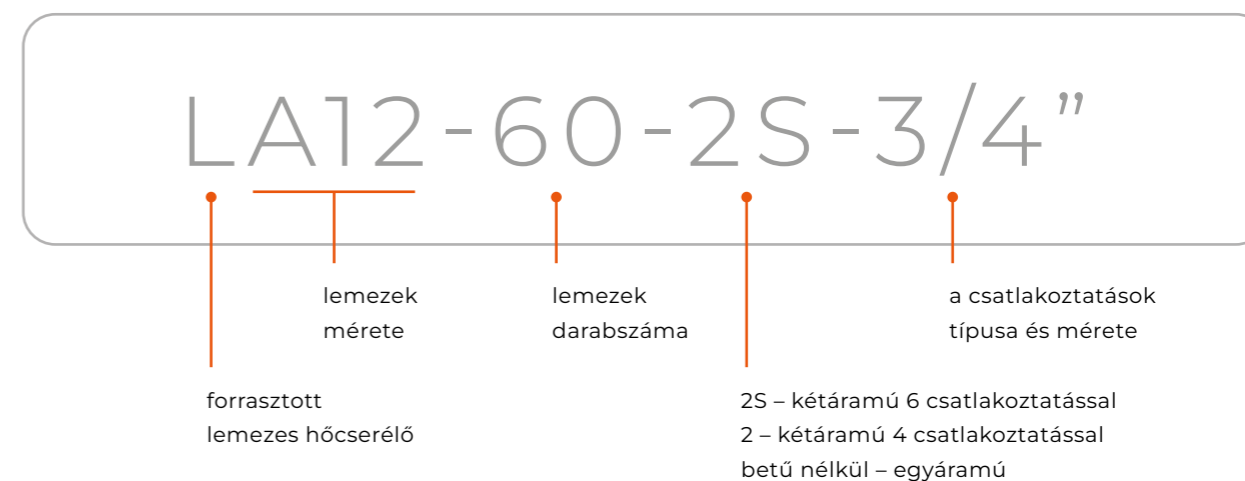 LA12-60-2S-3/4”
lemezek
mérete
lemezek
darabszáma
a csatlakoztatások
típusa és mérete
forrasztott
lemezes hőcserélő
2S – kétáramú 6 csatlakoztatással
2 – kétáramú 4 csatlakoztatással
betű nélkül – egyáramú